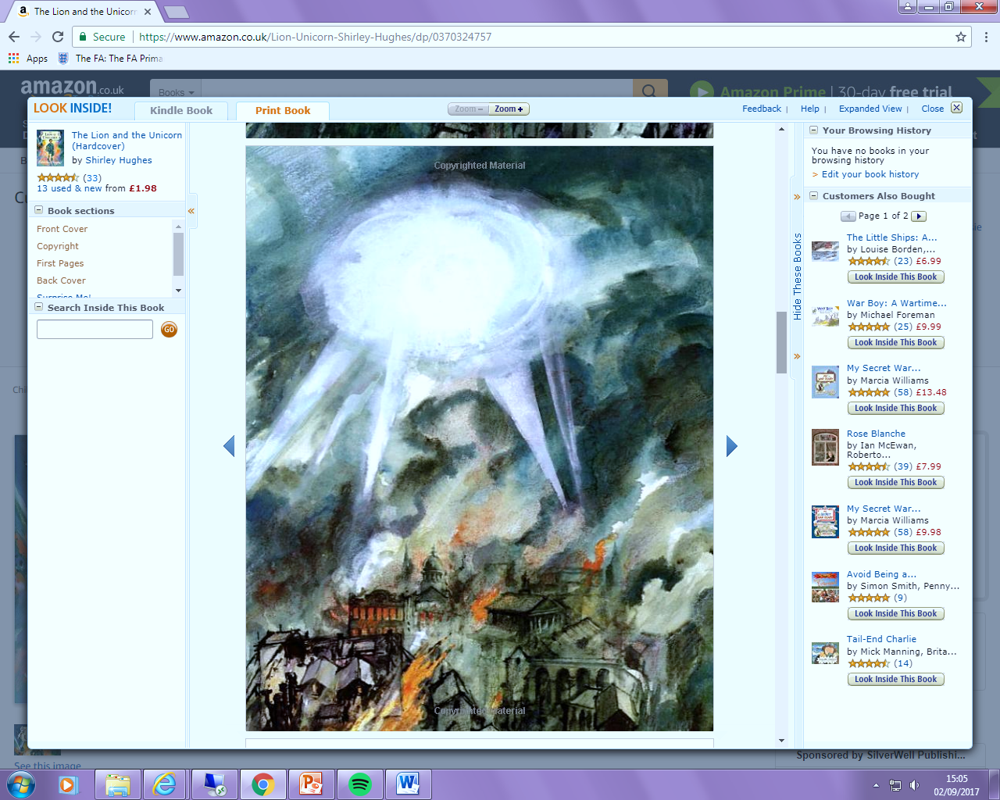 The Lion and the Unicorn
Secure
https://www.amazon.co.uk/Lion-Unicorn-Shirley-Hughes/dp/0370324757
Apps
The FA: The FA Prima
amazon.co.uk
Books
Amazon Prime | 30-day free trial
LOOK INSIDE!
Kindle Book
Print Book
Zoom −
Zoom +
Feedback |
Help |
Expanded View |
Close
The Lion and the Unicorn
(Hardcover)
by Shirley Hughes
(33)
13 used & new from £1.98
Book sections
Front Cover
Copyright
First Pages
Back Cover
Surprise Me!
Search Inside This Book
GO
Copyrighted Material
Copyrighted Material
Hide These Books
Your Browsing History
You have no books in your
browsing history
> Edit your book history
Customers Also Bought
Page 1 of 2
The Little Ships: A...
by Louise Borden,...
(23) £6.99
Look Inside This Book
War Boy: A Wartime...
by Michael Foreman
(25) £9.99
Look Inside This Book
My Secret War...
by Marcia Williams
(58) £13.48
Look Inside This Book
Rose Blanche
by Ian McEwan,
Roberto...
(39) £7.99
Look Inside This Book
My Secret War...
by Marcia Williams
(58) £9.98
Look Inside This Book
Avoid Being a...
by Simon Smith, Penny...
(9)
Look Inside This Book
Tail-End Charlie
by Mick Manning, Brita...
(14)
Look Inside This Book
See this image
Sponsored by SilverWell Publishi...
15:05
02/09/2017